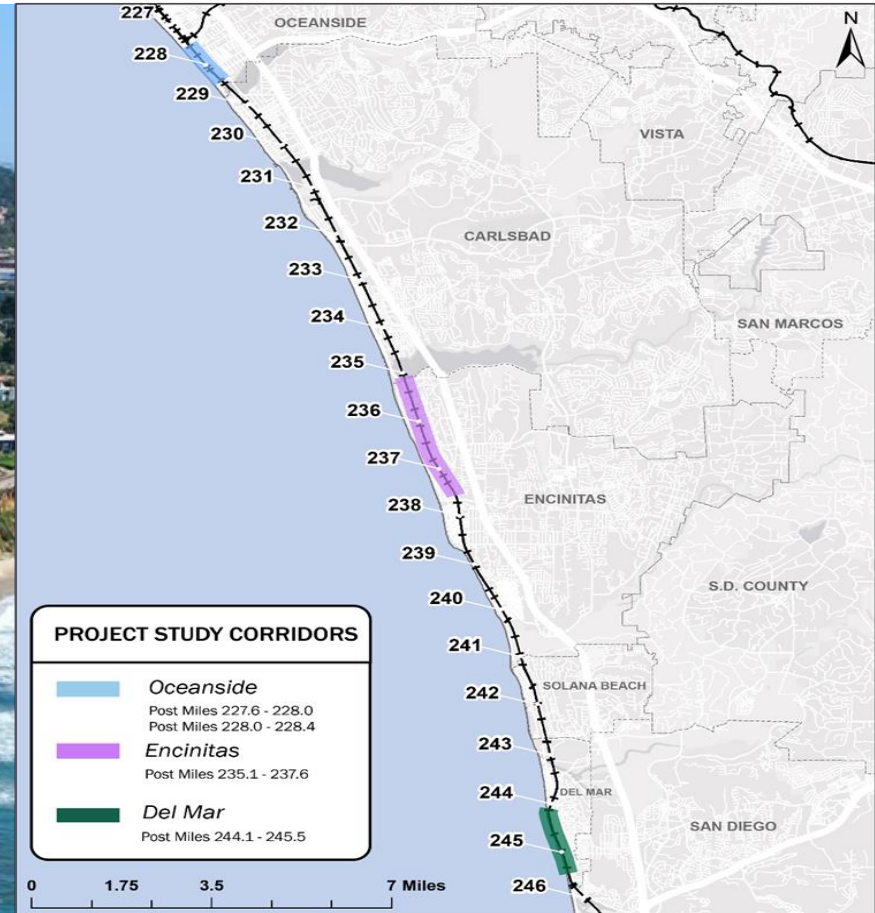 227
OCEANSIDE
N
228
229
230
VISTA
231
232
CARLSBAD
233
234
SAN MARCOS
235
236
237
238
ENCINITAS
239
S.D. COUNTY
240
241
242
SOLANA BEACH
243
244
DEL MAR
245
SAN DIEGO
246
PROJECT STUDY CORRIDORS
Oceanside
Post Miles 227.6 - 228.0
Post Miles 228.0 - 228.4
Encinitas
Post Miles 235.1 - 237.6
Del Mar
Post Miles 244.1 - 245.5
0 1.75 3.5 7 Miles